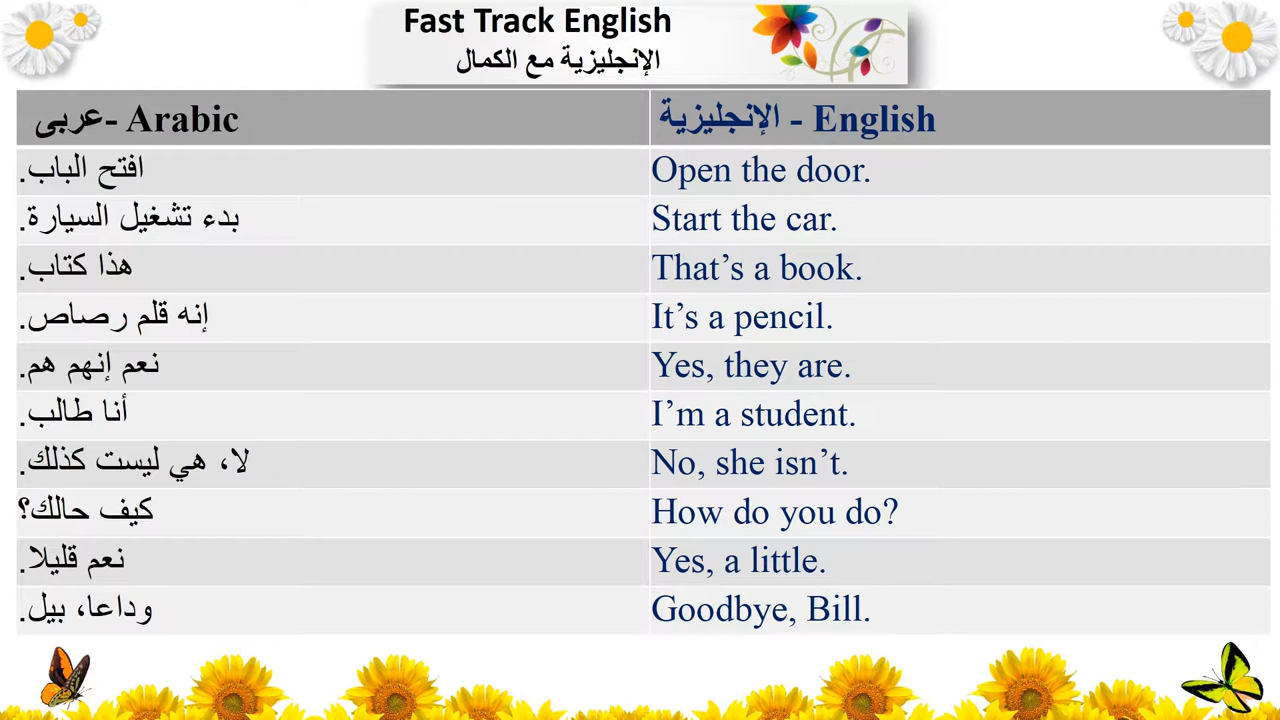 Fast Track English
الإنجليزية مع الكمال
عربى- Arabic
الإنجليزية - English
افتح الباب.
Open the door.
بدء تشغيل السيارة.
Start the car.
هذا كتاب.
That’s a book.
إنه قلم رصاص.
It’s a pencil.
نعم إنهم هم.
Yes, they are.
أنا طالب.
I’m a student.
لا، هي ليست كذلك.
No, she isn’t.
كيف حالك؟
How do you do?
نعم قليلا.
Yes, a little.
وداعا، بيل.
Goodbye, Bill.